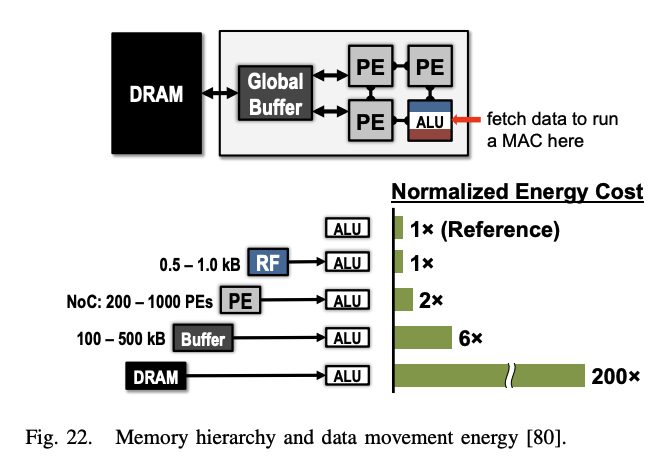 DRAM
Global
Buffer
PE
PE
PE
ALU
fetch data to run
a MAC here
Normalized Energy Cost
ALU
1× (Reference)
0.5 – 1.0 kB
RF
ALU
1×
NoC: 200 – 1000 PEs
PE
ALU
2×
100 – 500 kB
Buffer
ALU
6×
DRAM
ALU
200×
Fig. 22. Memory hierarchy and data movement energy [80].